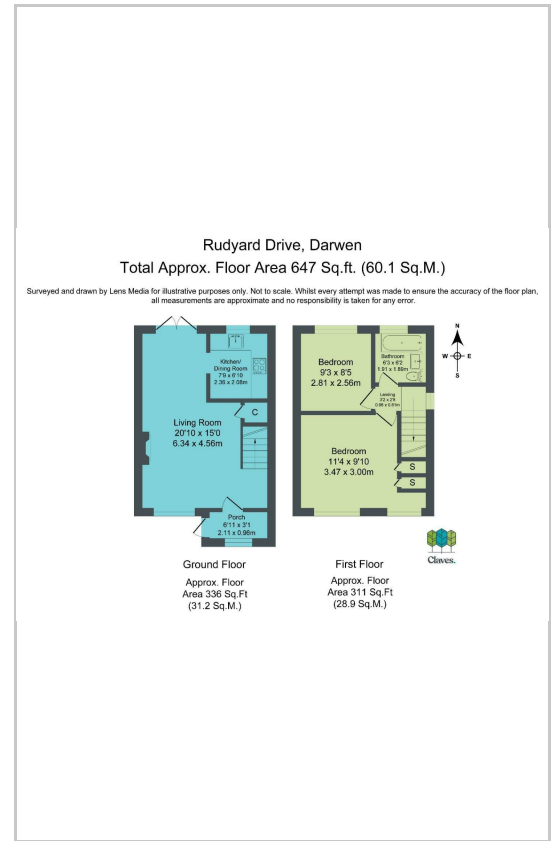 Rudyard Drive, Darwen
Total Approx. Floor Area 647 Sq.ft. (60.1 Sq.M.)
Surveyed and drawn by Lens Media for illustrative purposes only. Not to scale. Whilst every attempt was made to ensure the accuracy of the floor plan,
all measurements are approximate and no responsibility is taken for any error.
Kitchen/
Dining Room
7'9 x 6'10
2.36 x 2.08m
C
Living Room
20'10 x 15'0
6.34 x 4.56m
Porch
6'11 x 3'1
2.11 x 0.96m
Ground Floor
Approx. Floor
Area 336 Sq.Ft
(31.2 Sq.M.)
Bedroom
9'3 x 8'5
2.81 x 2.56m
Bathroom
6'3 x 6'2
1.91 x 1.89m
Landing
Bedroom
11'4 x 9'10
3.47 x 3.00m
S
S
First Floor
Approx. Floor
Area 311 Sq.Ft
(28.9 Sq.M.)
N
W E
S
Claves.